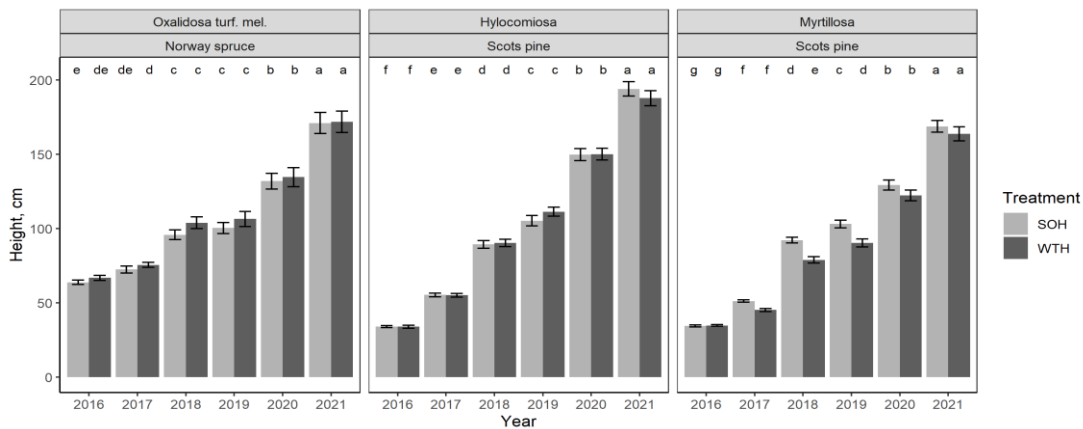 Oxalidosa turf. mel. Hylocomiosa Myrtillosa
Norway spruce Scots pine Scots pine
e de de d c c c c b b a a f f e e d d c c b b a a g g f f d e c d b b a a
200
150
100
50
0
Height, cm
2016 2017 2018 2019 2020 2021 2016 2017 2018 2019 2020 2021 2016 2017 2018 2019 2020 2021
Year
Treatment
SOH
WTH